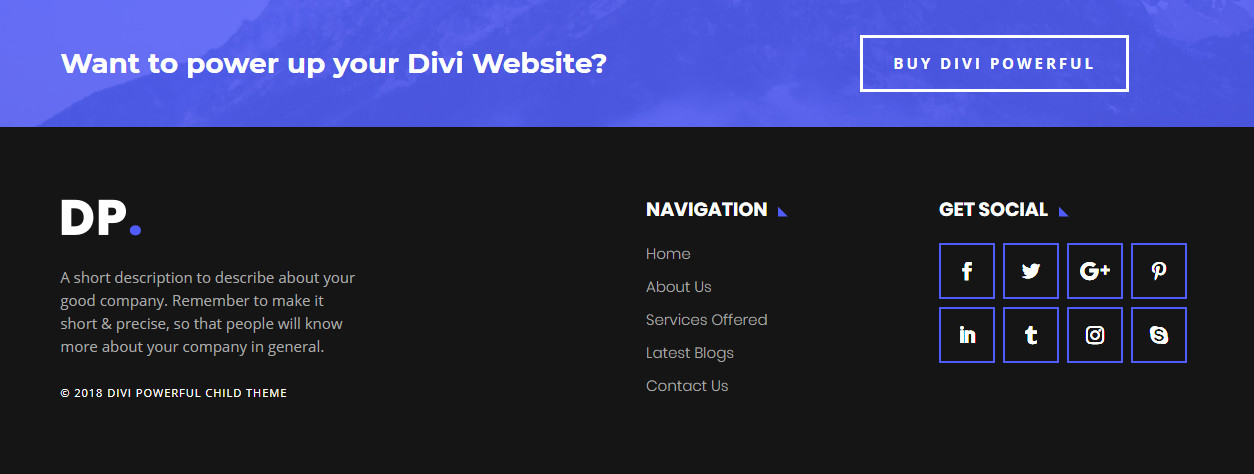 Want to power up your Divi Website?
BUY DIVI POWERFUL
DP.
A short description to describe about your
good company. Remember to make it
short & precise, so that people will know
more about your company in general.
© 2018 DIVI POWERFUL CHILD THEME
NAVIGATION
Home
About Us
Services Offered
Latest Blogs
Contact Us
GET SOCIAL